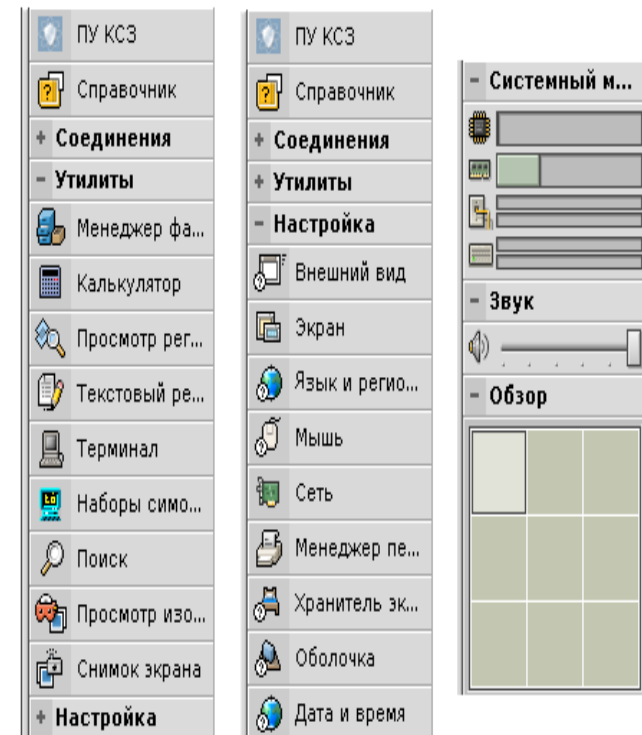 ПУ КСЗ
Справочник
+ Соединения
- Утилиты
Менеджер фа...
Калькулятор
Просмотр рег...
Текстовый ре...
Терминал
Наборы симо...
Поиск
Просмотр изо...
Снимок экрана
+ Настройка
ПУ КСЗ
Справочник
+ Соединения
+ Утилиты
- Настройка
Внешний вид
Экран
Язык и регио...
Мышь
Сеть
Менеджер пе...
Хранитель эк...
Оболочка
Дата и время
- Системный м...
- Звук
- Обзор